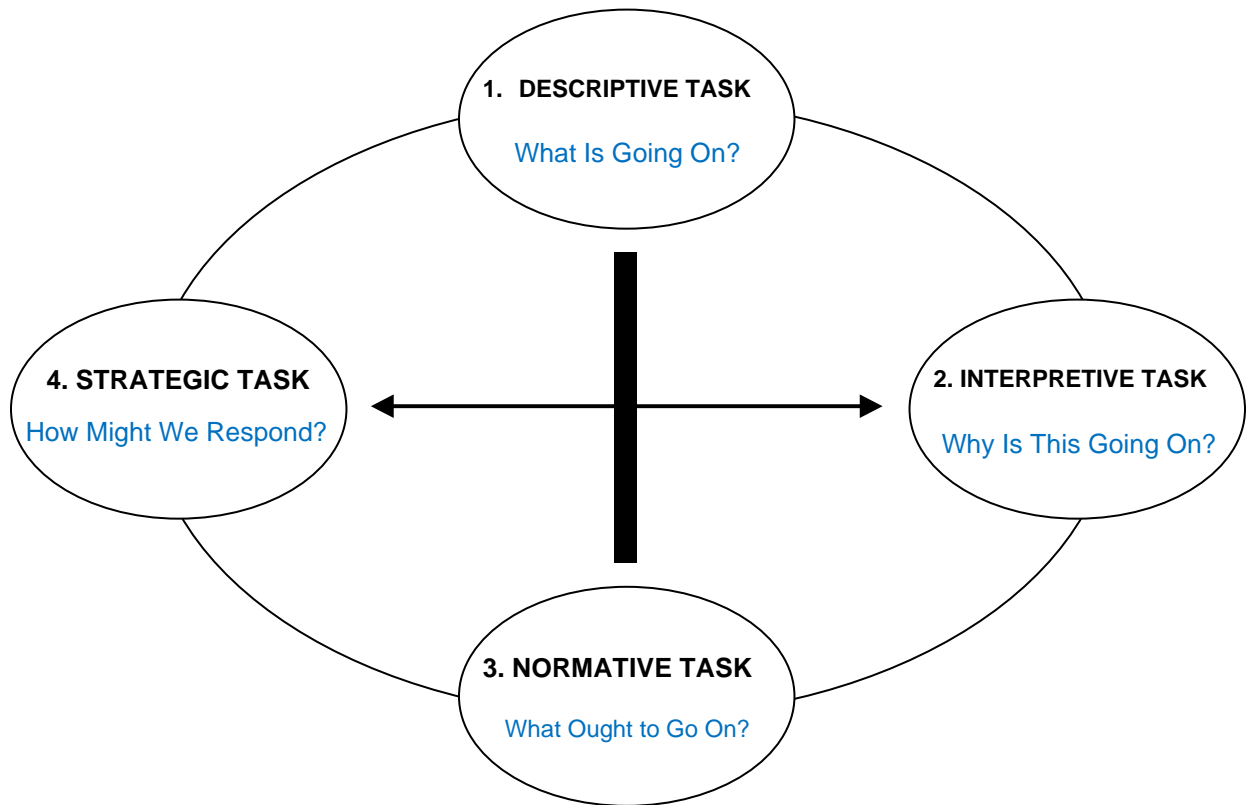 1. DESCRIPTIVE TASK
What Is Going On?
4. STRATEGIC TASK
How Might We Respond?
2. INTERPRETIVE TASK
Why Is This Going On?
3. NORMATIVE TASK
What Ought to Go On?